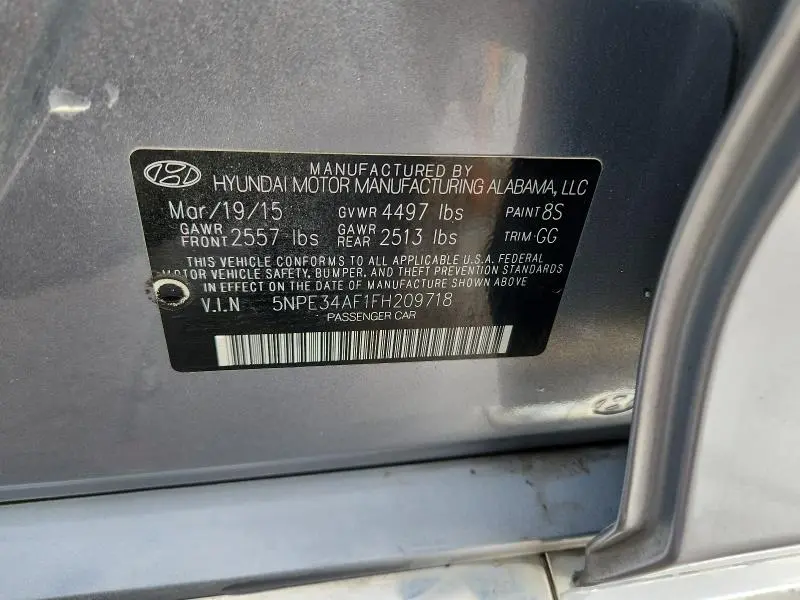 MANUFACTURED BY
HYUNDAI MOTOR MANUFACTURING ALABAMA, LLC
Mar/19/15 GVWR 4497 lbs PAINT 8S
GAWR FRONT 2557 lbs GAWR REAR 2513 lbs TRIM·GG
THIS VEHICLE CONFORMS TO ALL APPLICABLE U.S.A. FEDERAL
MOTOR VEHICLE SAFETY, BUMPER, AND THEFT PREVENTION STANDARDS
IN EFFECT ON THE DATE OF MANUFACTURE SHOWN ABOVE
V.I.N 5NPE34AF1FH209718
PASSENGER CAR